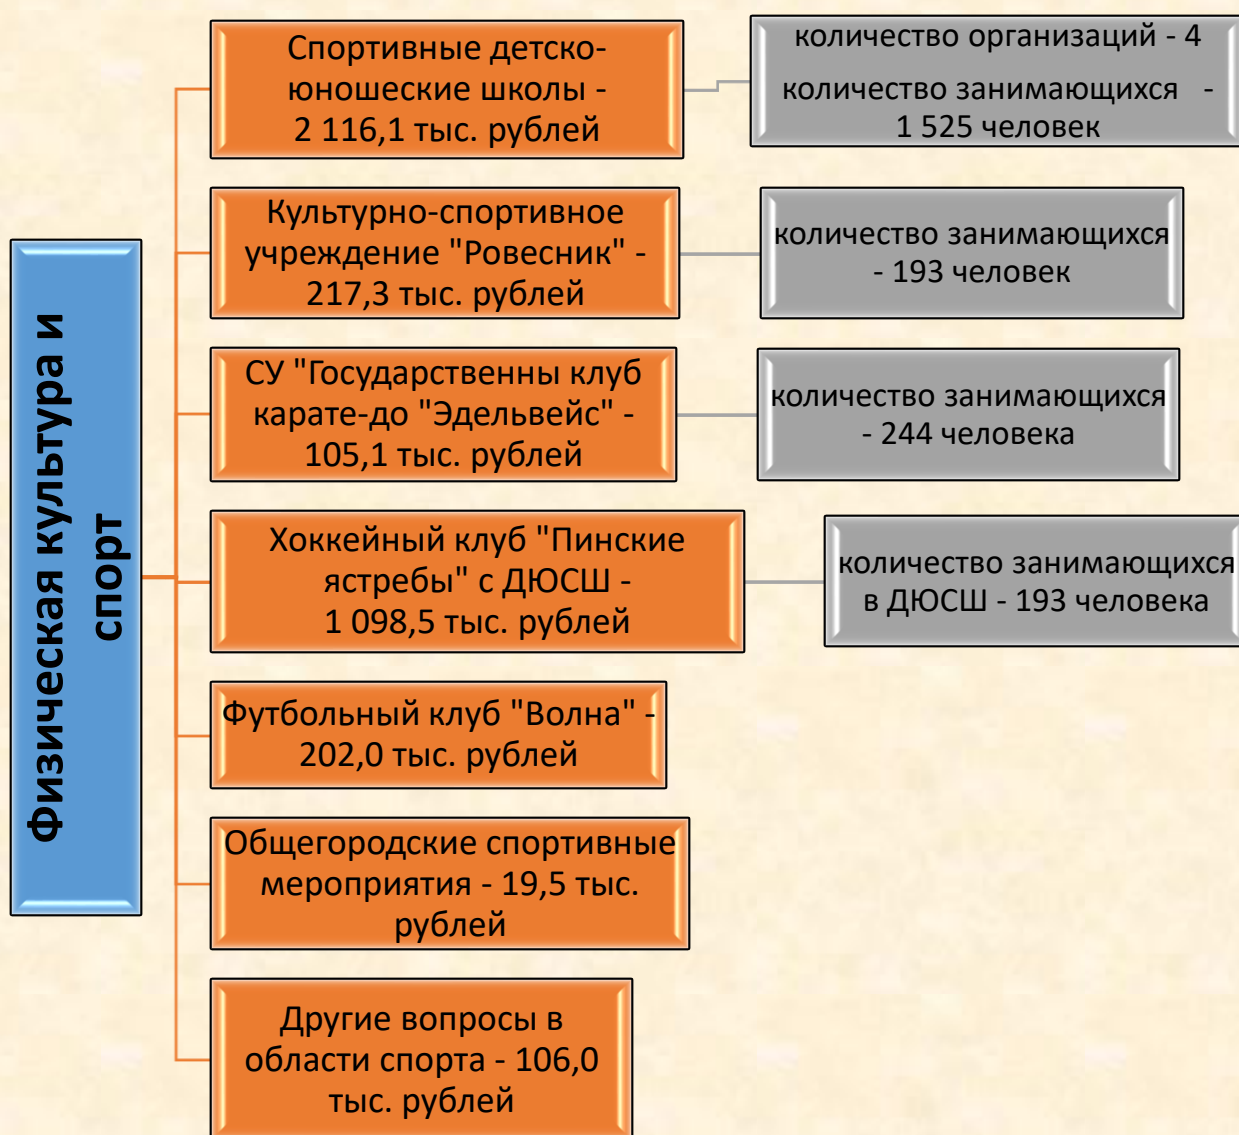 Физическая культура и
спорт
Спортивные детско-
юношеские школы -
2 116,1 тыс. рублей
количество организаций - 4
количество занимающихся -
1 525 человек
Культурно-спортивное
учреждение "Ровесник" -
217,3 тыс. рублей
количество занимающихся
- 193 человек
СУ "Государственны клуб
карате-до "Эдельвейс" -
105,1 тыс. рублей
количество занимающихся
- 244 человека
Хоккейный клуб "Пинские
ястребы" с ДЮСШ -
1 098,5 тыс. рублей
количество занимающихся
в ДЮСШ - 193 человека
Футбольный клуб "Волна" -
202,0 тыс. рублей
Общегородские спортивные
мероприятия - 19,5 тыс.
рублей
Другие вопросы в
области спорта - 106,0
тыс. рублей